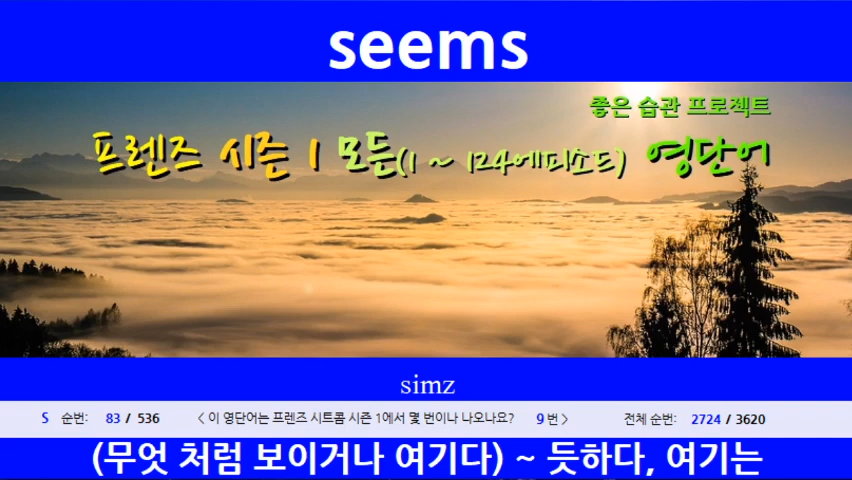 seems
좋은 습관 프로젝트
프렌즈 시즌 1 모든(1 ~ 124에피소드) 영단어
simz
S 순번: 83 / 536 < 이 영단어는 프렌즈 시트콤 시즌 1에서 몇 번이나 나오나요? 9 번 > 전체 순번: 2724 / 3620
(무엇 처럼 보이거나 여기다) ~ 듯하다, 여기는